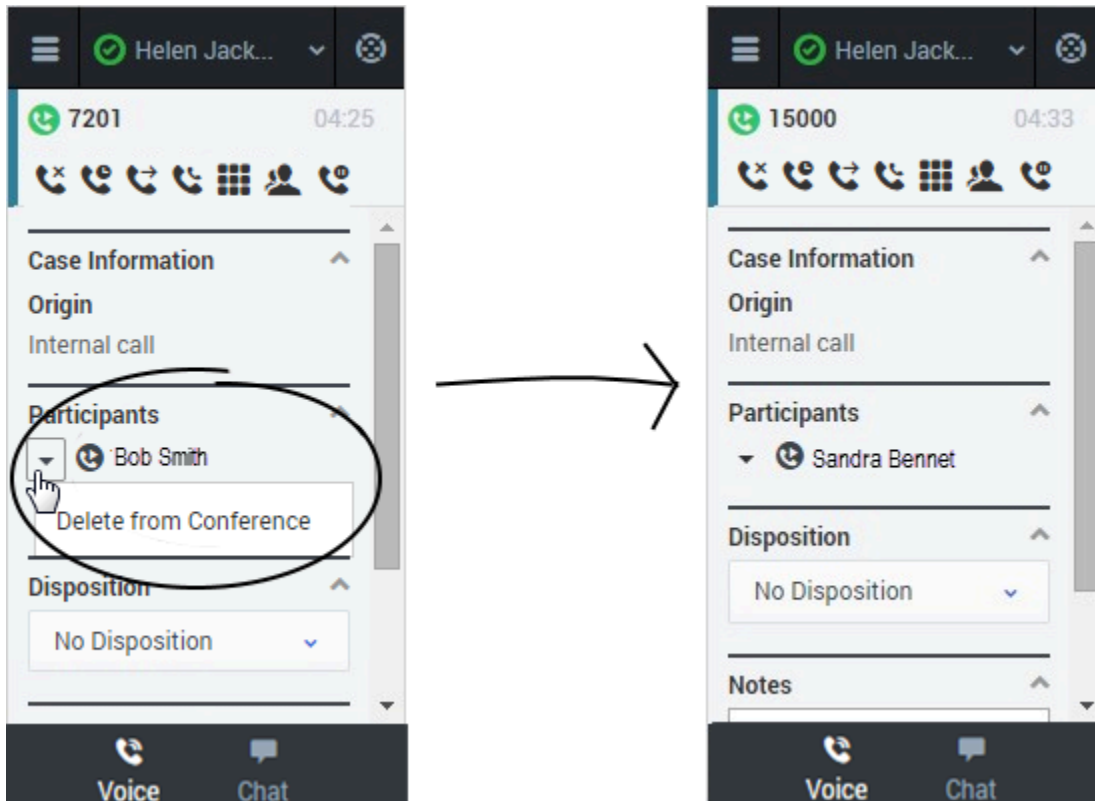 Helen Jack...
7201 04:25
Case Information
Origin
Internal call
Participants
Bob Smith
Delete from Conference
Disposition
No Disposition
Voice Chat
Helen Jack...
15000 04:33
Case Information
Origin
Internal call
Participants
Sandra Bennet
Disposition
No Disposition
Notes
Voice Chat